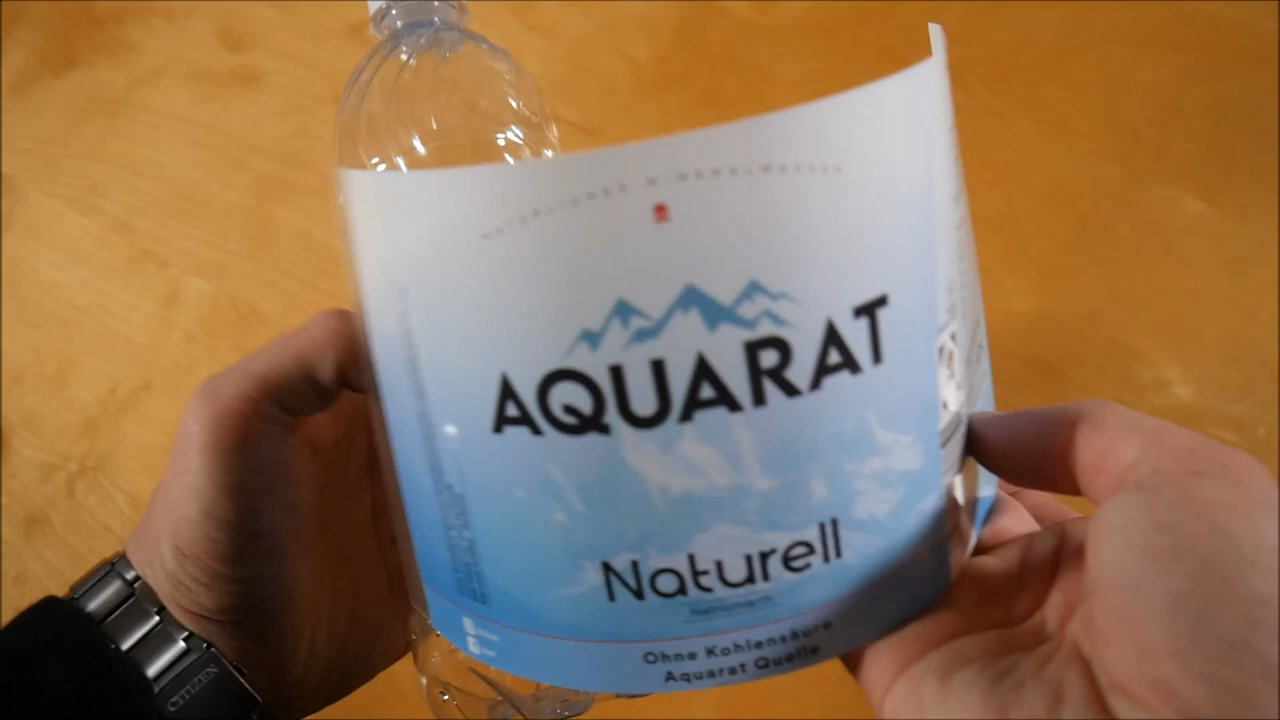 NATÜRLICHES MINERALWASSER
AQUARAT
Naturell
Ohne Kohlensäure
Aquarat Quelle
CITIZEN